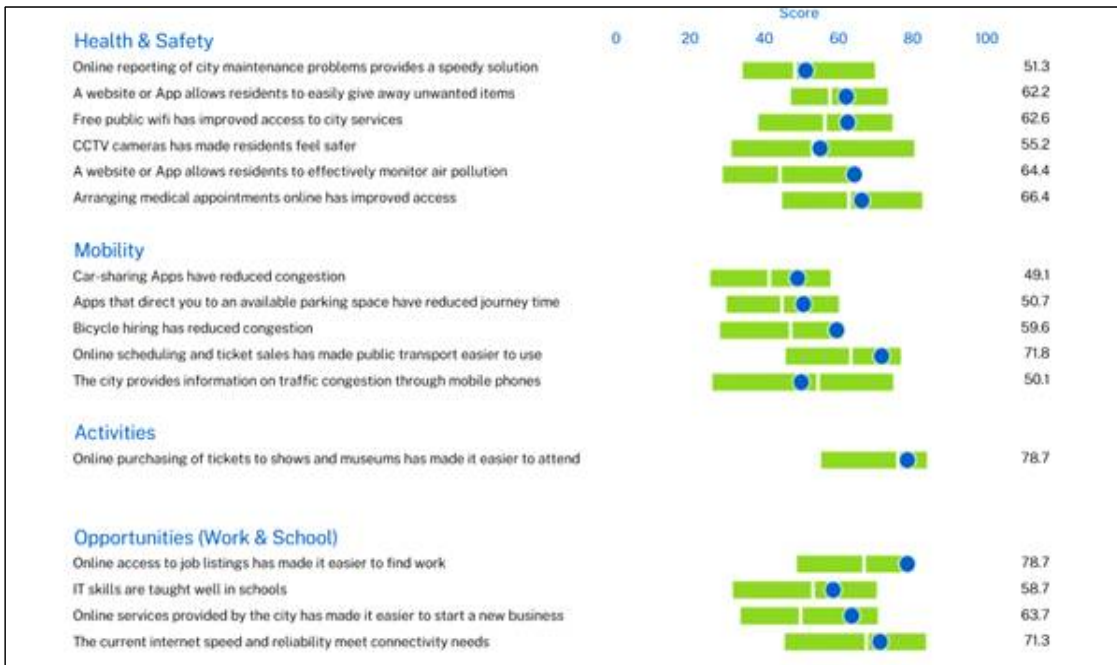 Score
Health & Safety 0 20 40 60 80 100
Online reporting of city maintenance problems provides a speedy solution 51.3
A website or App allows residents to easily give away unwanted items 62.2
Free public wifi has improved access to city services 62.6
CCTV cameras has made residents feel safer 55.2
A website or App allows residents to effectively monitor air pollution 64.4
Arranging medical appointments online has improved access 66.4
Mobility
Car-sharing Apps have reduced congestion 49.1
Apps that direct you to an available parking space have reduced journey time 50.7
Bicycle hiring has reduced congestion 59.6
Online scheduling and ticket sales has made public transport easier to use 71.8
The city provides information on traffic congestion through mobile phones 50.1
Activities
Online purchasing of tickets to shows and museums has made it easier to attend 78.7
Opportunities (Work & School)
Online access to job listings has made it easier to find work 78.7
IT skills are taught well in schools 58.7
Online services provided by the city has made it easier to start a new business 63.7
The current internet speed and reliability meet connectivity needs 71.3